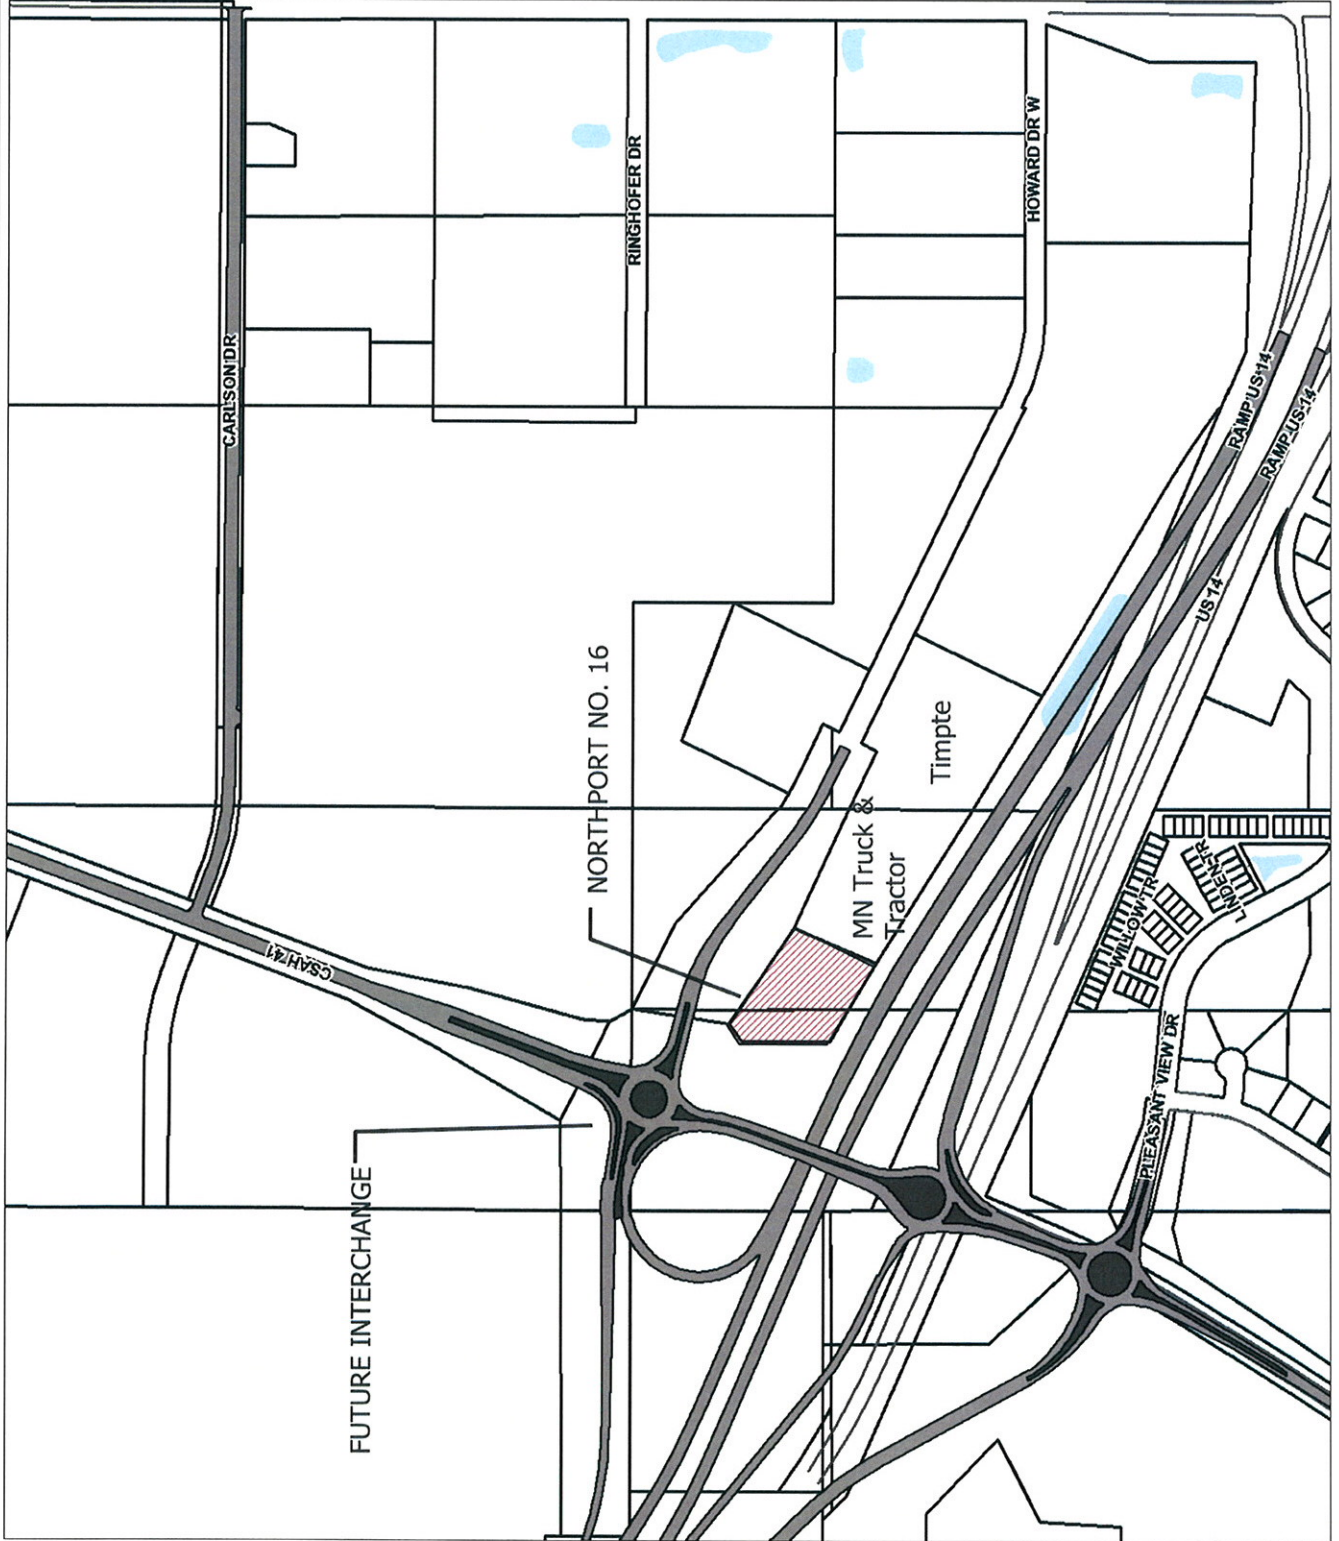 CARLSON DR
RINGHOFER DR
HOWARD DR W
RAMP US 14
RAMP US 14
US 14
NORTHPORT NO. 16
Timpte
MN Truck &
Tractor
CSAH 41
WILLOW TR
LINDEN TR
PLEASANT VIEW DR
FUTURE INTERCHANGE